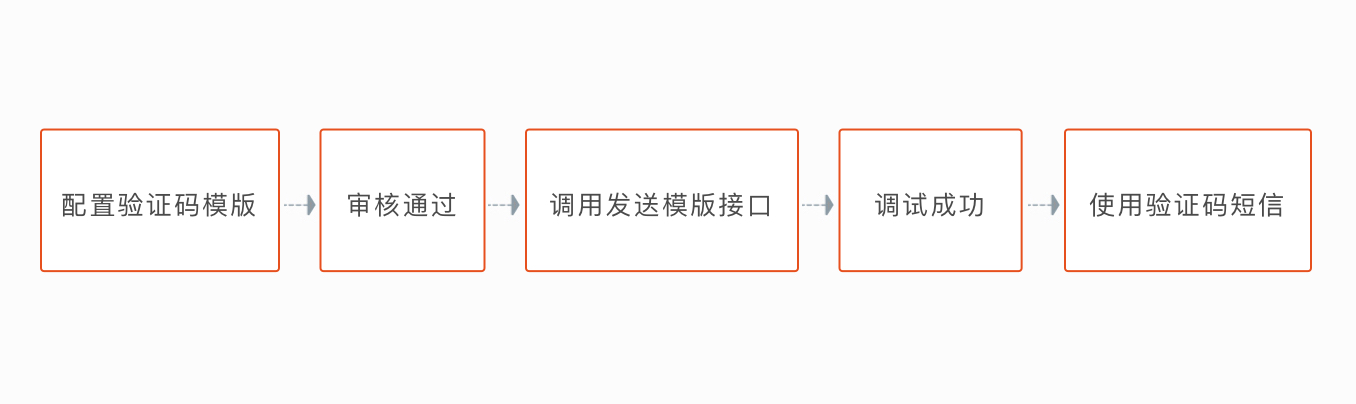 配置验证码模版
审核通过
调用发送模版接口
调试成功
使用验证码短信